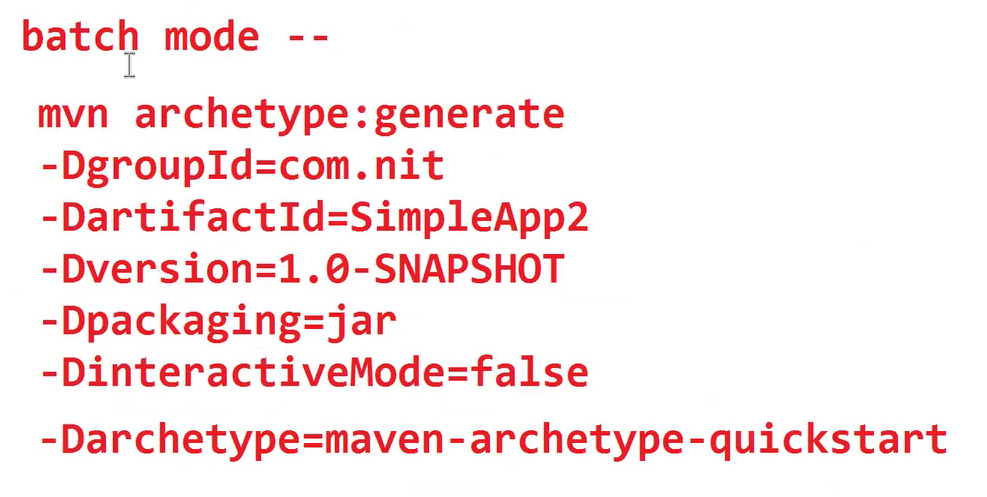 batch mode --
mvn archetype:generate
-DgroupId=com.nit
-DartifactId=SimpleApp2
-Dversion=1.0-SNAPSHOT
-Dpackaging=jar
-DinteractiveMode=false
-Darchetype=maven-archetype-quickstart